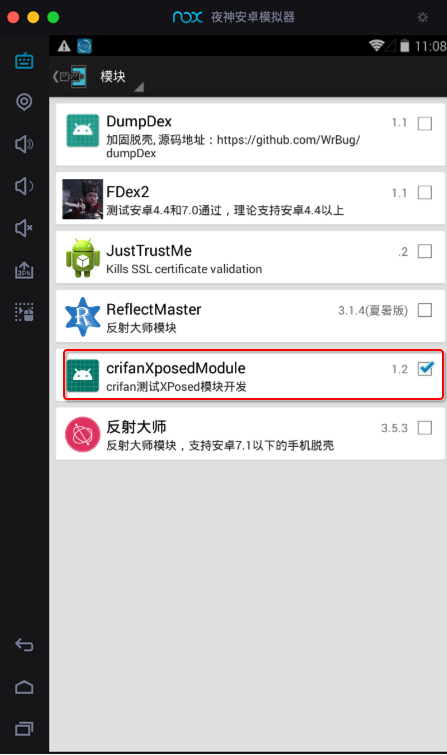 nox 夜神安卓模拟器
11:08
模块
DumpDex
1.1
加固脱壳, 源码地址：https://github.com/WrBug/
dumpDex
FDex2
1.1
测试安卓4.4和7.0通过，理论支持安卓4.4以上
JustTrustMe
.2
Kills SSL certificate validation
ReflectMaster
3.1.4(夏暑版)
反射大师模块
crifanXposedModule
1.2
crifan测试XPosed模块开发
反射大师
3.5.3
反射大师模块，支持安卓7.1以下的手机脱壳